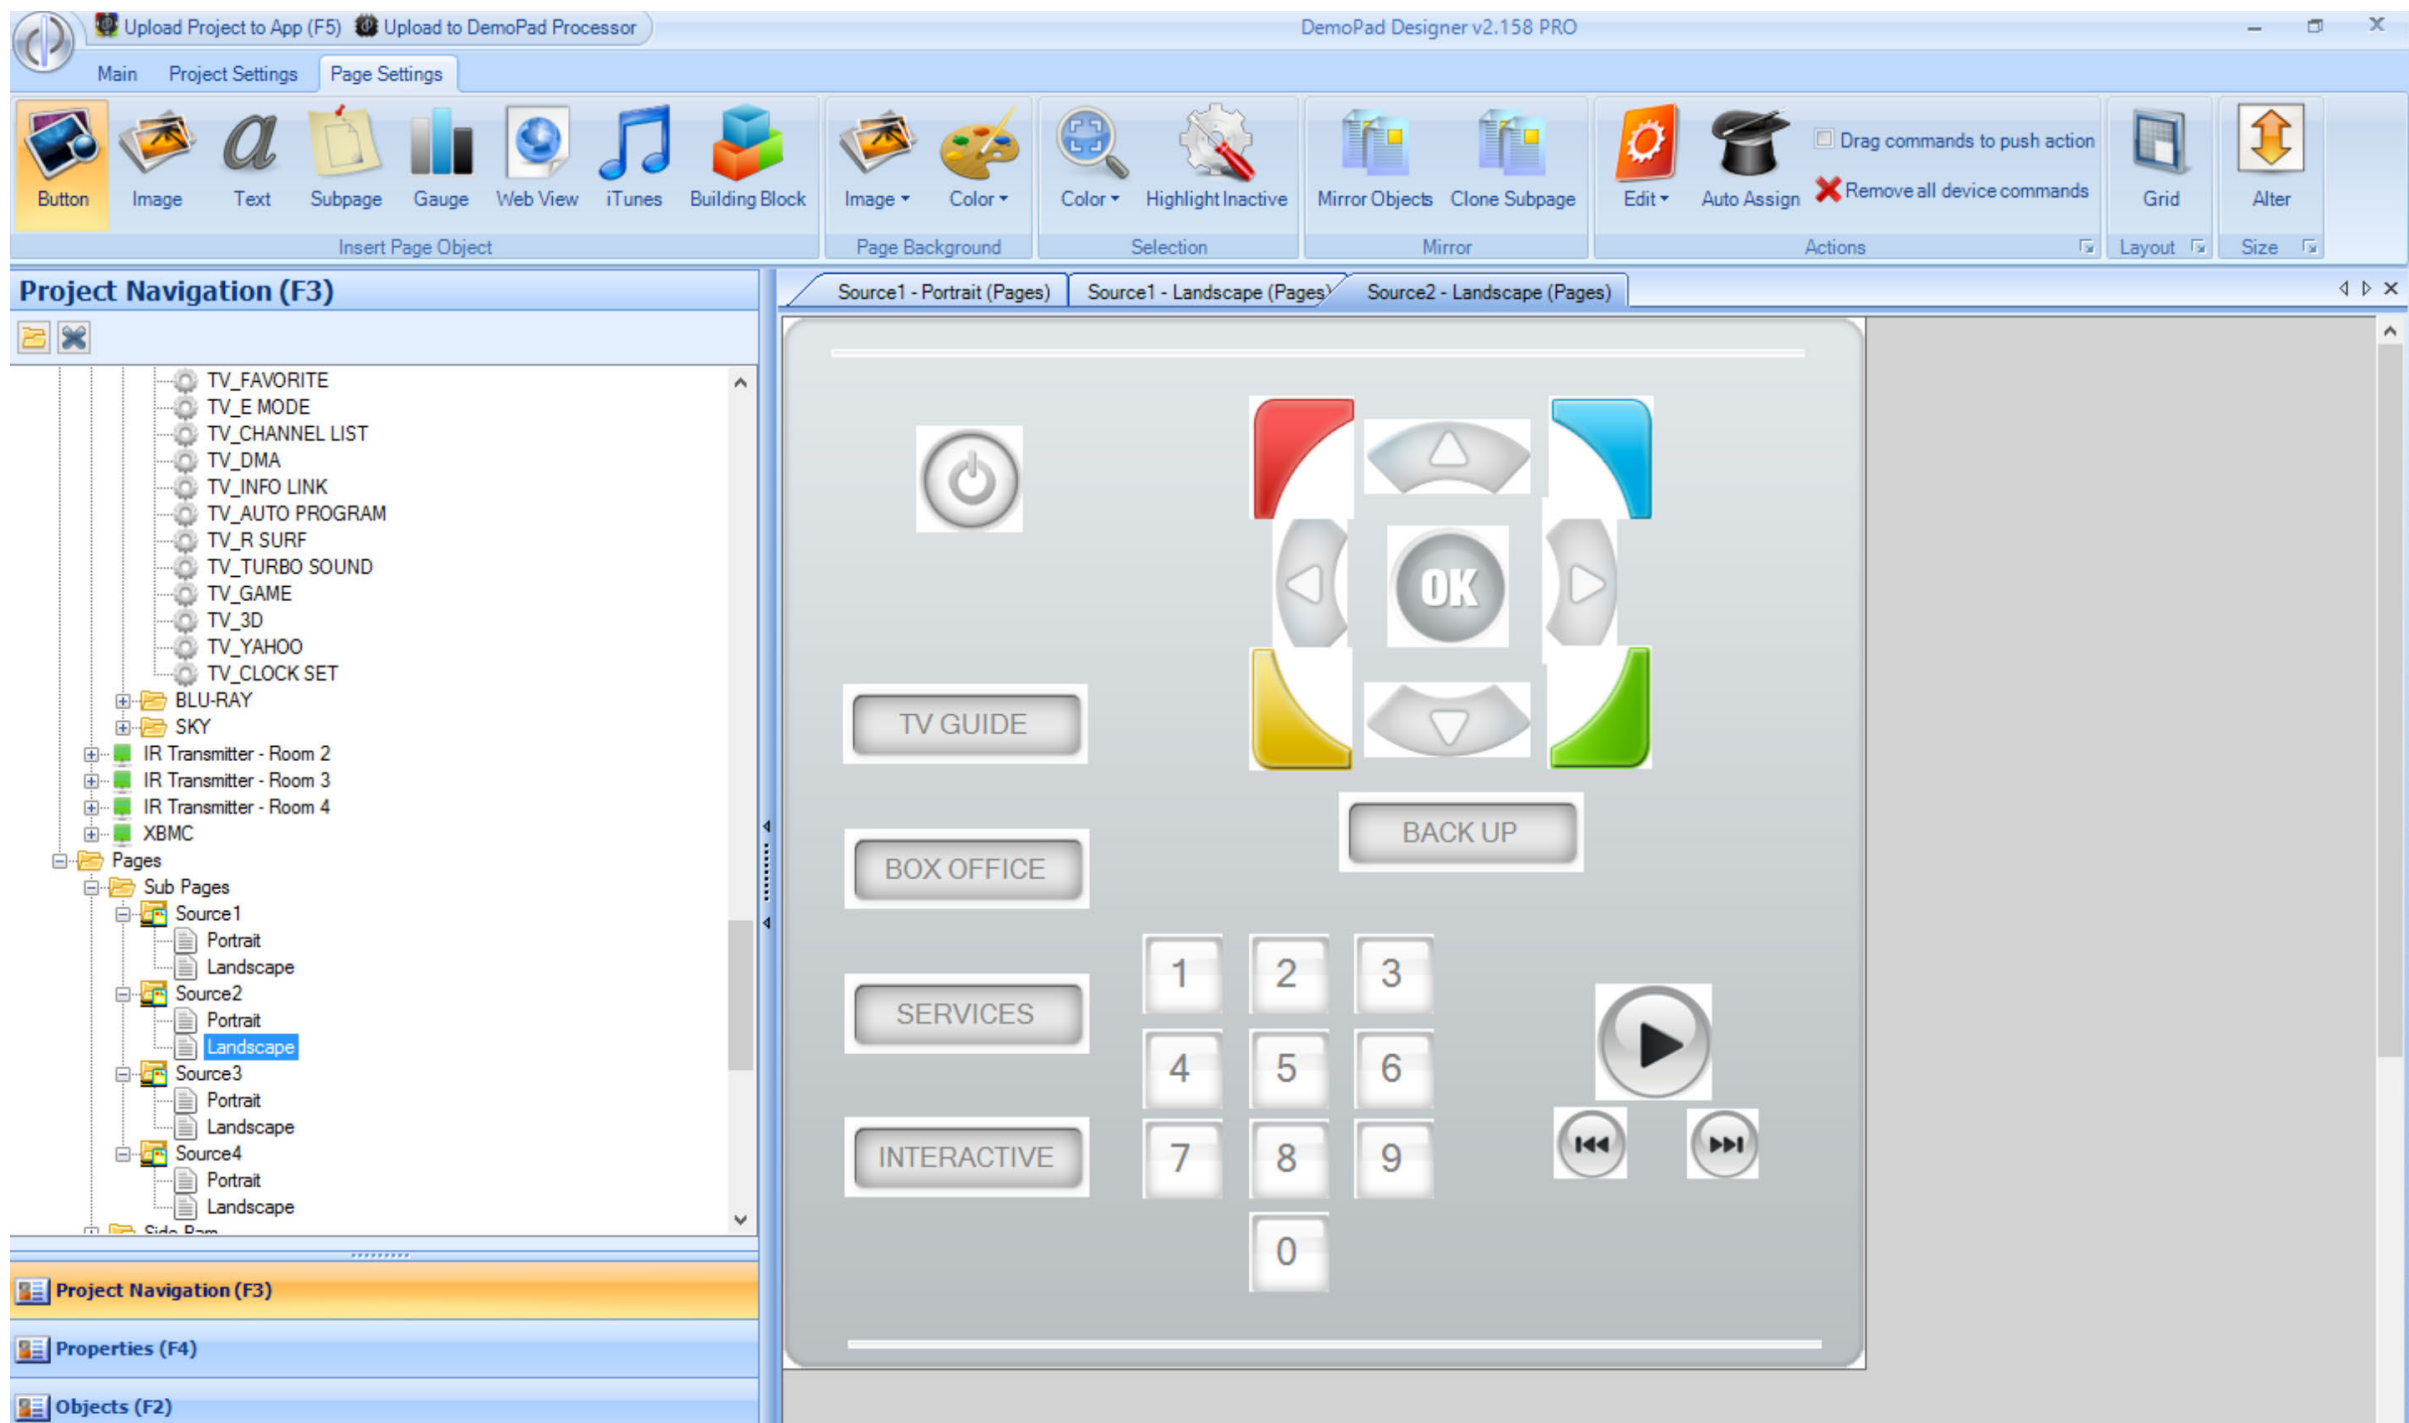 Upload Project to App (F5) Upload to DemoPad Processor
DemoPad Designer v2.158 PRO
Main Project Settings Page Settings
Button Image Text Subpage Gauge Web View iTunes Building Block
Insert Page Object
Image Color
Page Background
Color Highlight Inactive
Selection
Mirror Objects Clone Subpage
Mirror
Edit Auto Assign
Drag commands to push action
Remove all device commands
Actions
Grid
Layout
Alter
Size
Project Navigation (F3)
TV_FAVORITE
TV_E MODE
TV_CHANNEL LIST
TV_DMA
TV_INFO LINK
TV_AUTO PROGRAM
TV_R SURF
TV_TURBO SOUND
TV_GAME
TV_3D
TV_YAHOO
TV_CLOCK SET
BLU-RAY
SKY
IR Transmitter - Room 2
IR Transmitter - Room 3
IR Transmitter - Room 4
XBMC
Pages
Sub Pages
Source1
Portrait
Landscape
Source2
Portrait
Landscape
Source3
Portrait
Landscape
Source4
Portrait
Landscape
Project Navigation (F3)
Properties (F4)
Objects (F2)
Source1 - Portrait (Pages) Source1 - Landscape (Pages) Source2 - Landscape (Pages)
OK
TV GUIDE
BACK UP
BOX OFFICE
SERVICES
INTERACTIVE
1 2 3
4 5 6
7 8 9
0